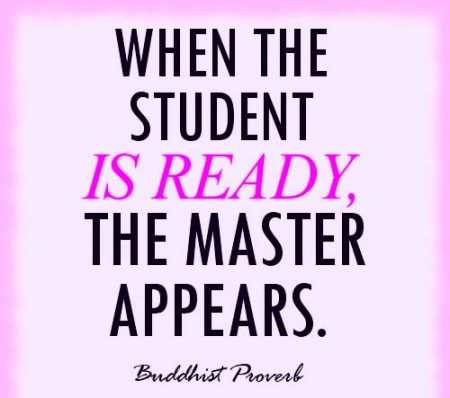 WHEN THE
STUDENT
IS READY,
THE MASTER
APPEARS.
Buddhist Proverb